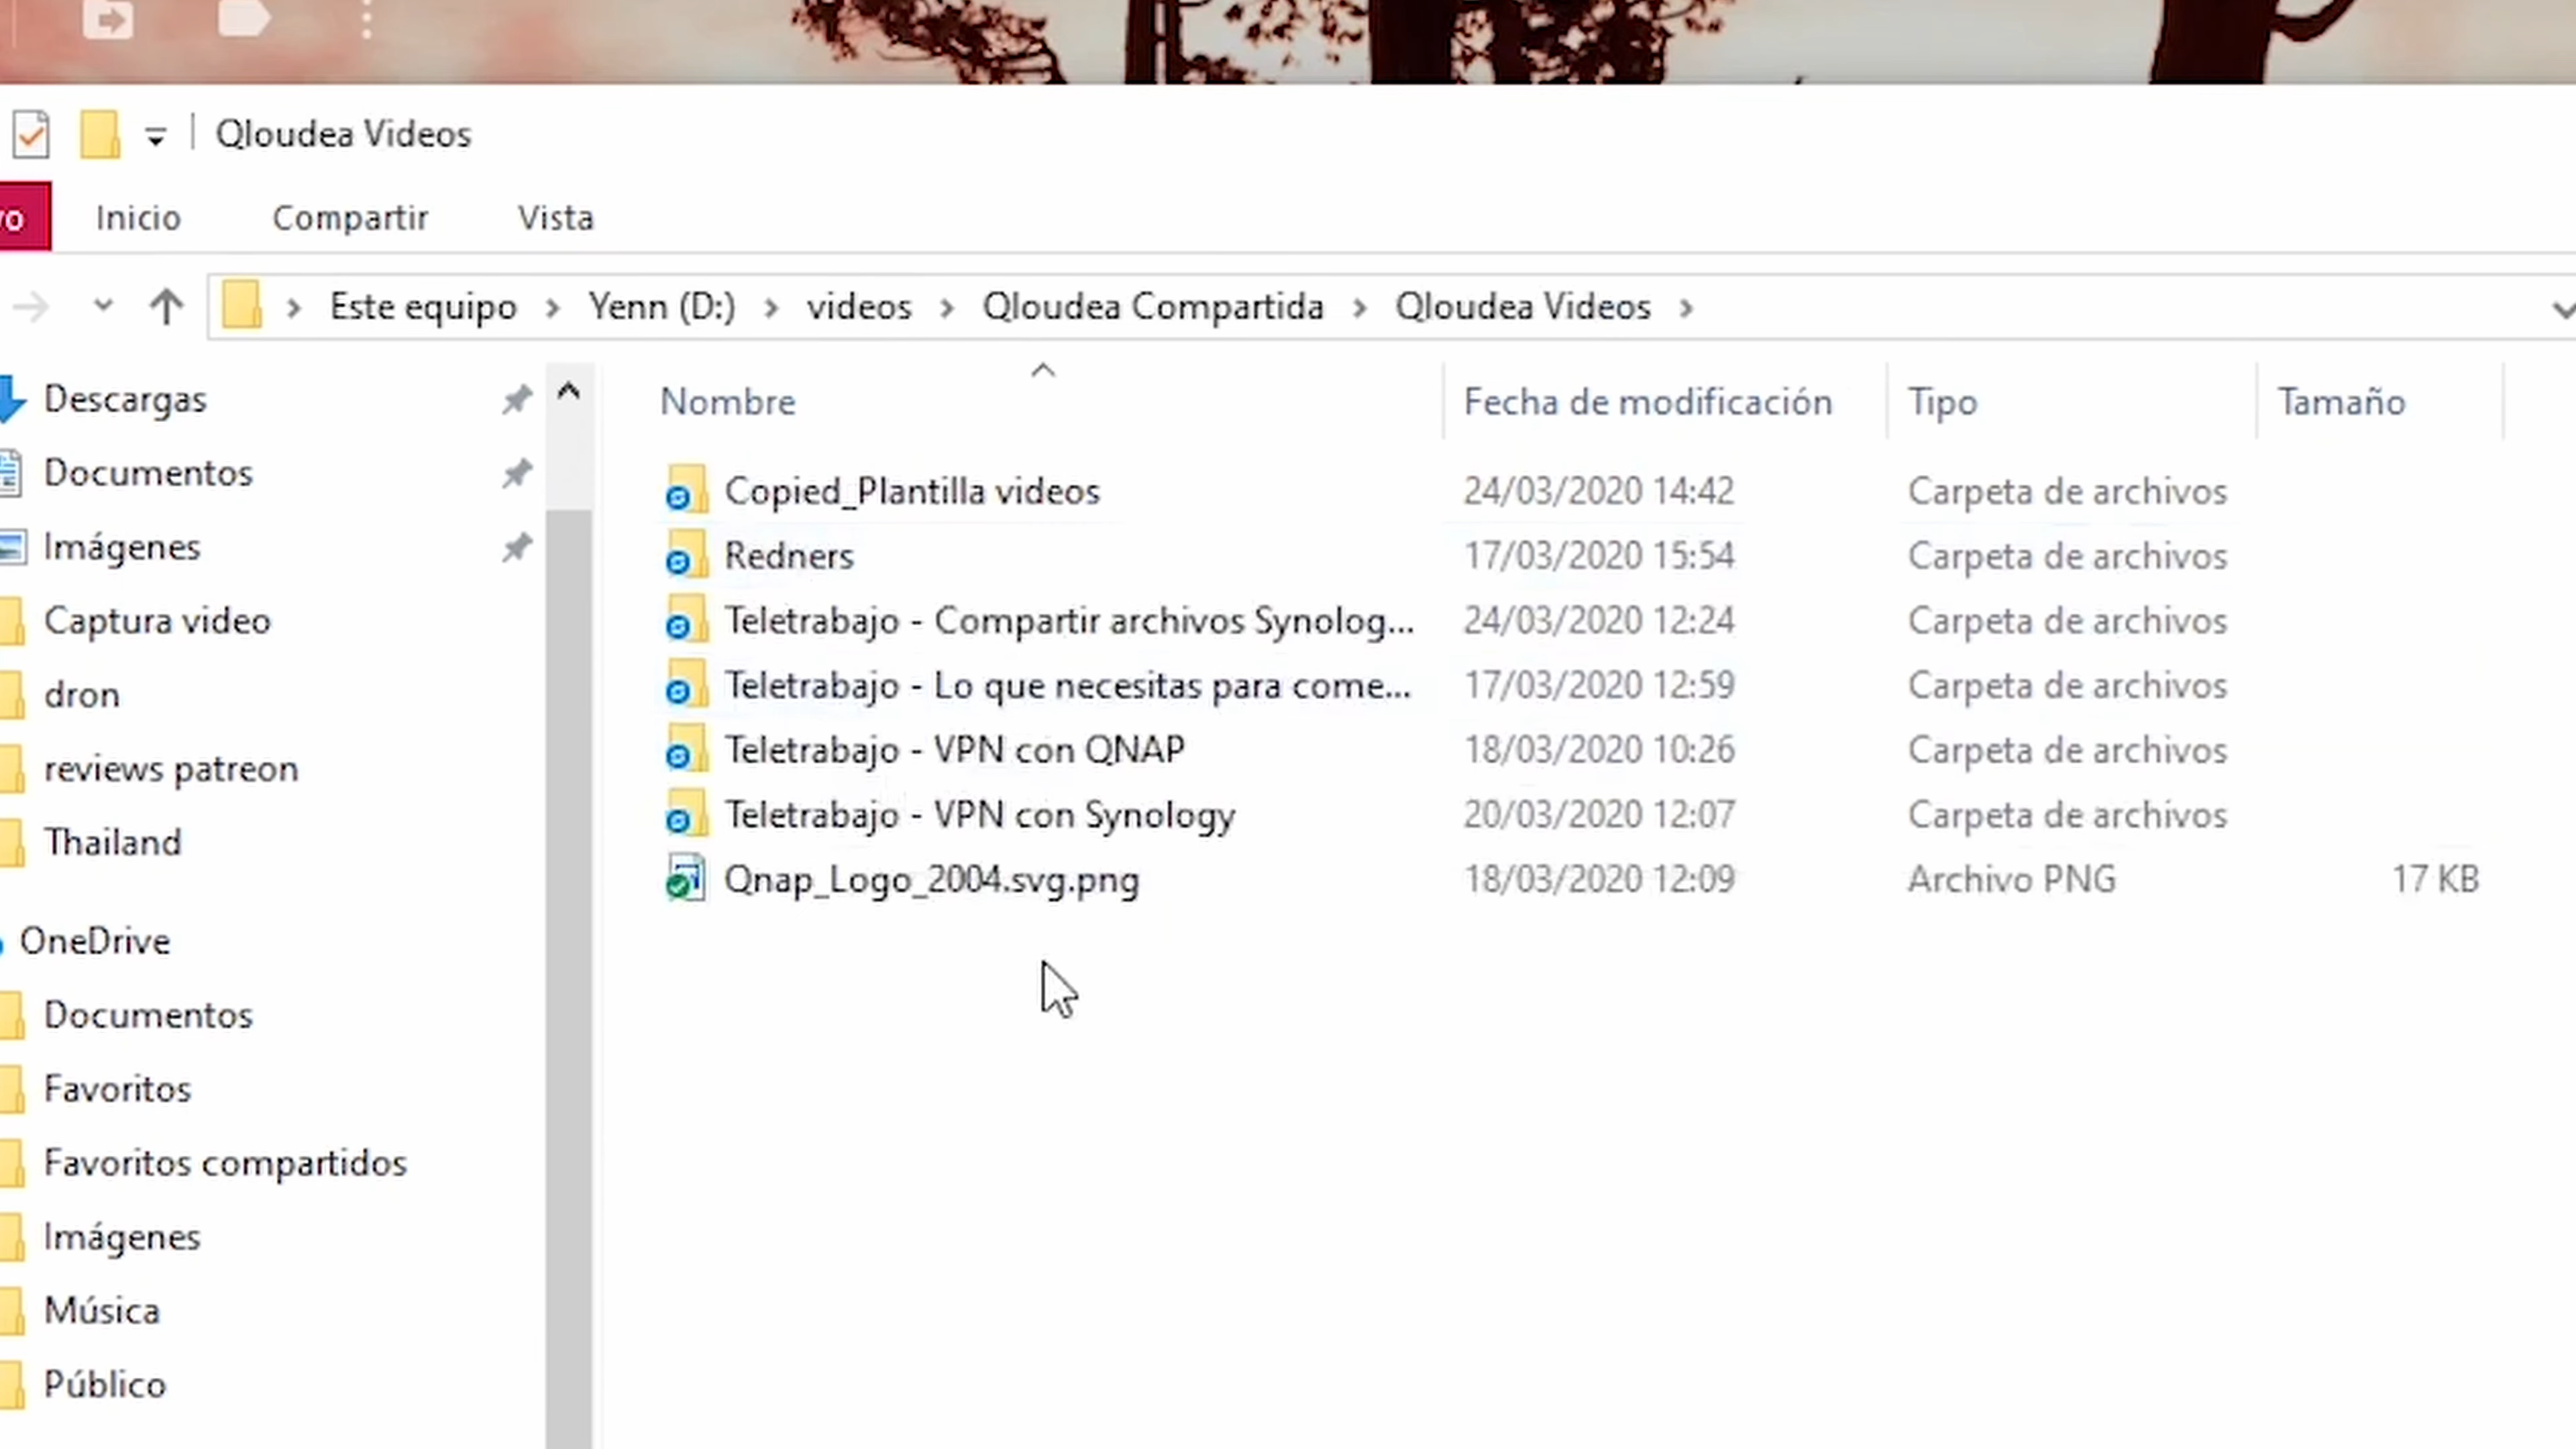 Qloudea Videos
vo Inicio Compartir Vista
Este equipo > Yenn (D:) > videos > Qloudea Compartida > Qloudea Videos >
Nombre Fecha de modificación Tipo Tamaño
Descargas
Documentos
Imágenes
Captura video
dron
reviews patreon
Thailand
OneDrive
Documentos
Favoritos
Favoritos compartidos
Imágenes
Música
Público
Copied_Plantilla videos 24/03/2020 14:42 Carpeta de archivos
Redners 17/03/2020 15:54 Carpeta de archivos
Teletrabajo - Compartir archivos Synolog... 24/03/2020 12:24 Carpeta de archivos
Teletrabajo - Lo que necesitas para come... 17/03/2020 12:59 Carpeta de archivos
Teletrabajo - VPN con QNAP 18/03/2020 10:26 Carpeta de archivos
Teletrabajo - VPN con Synology 20/03/2020 12:07 Carpeta de archivos
Qnap_Logo_2004.svg.png 18/03/2020 12:09 Archivo PNG 17 KB